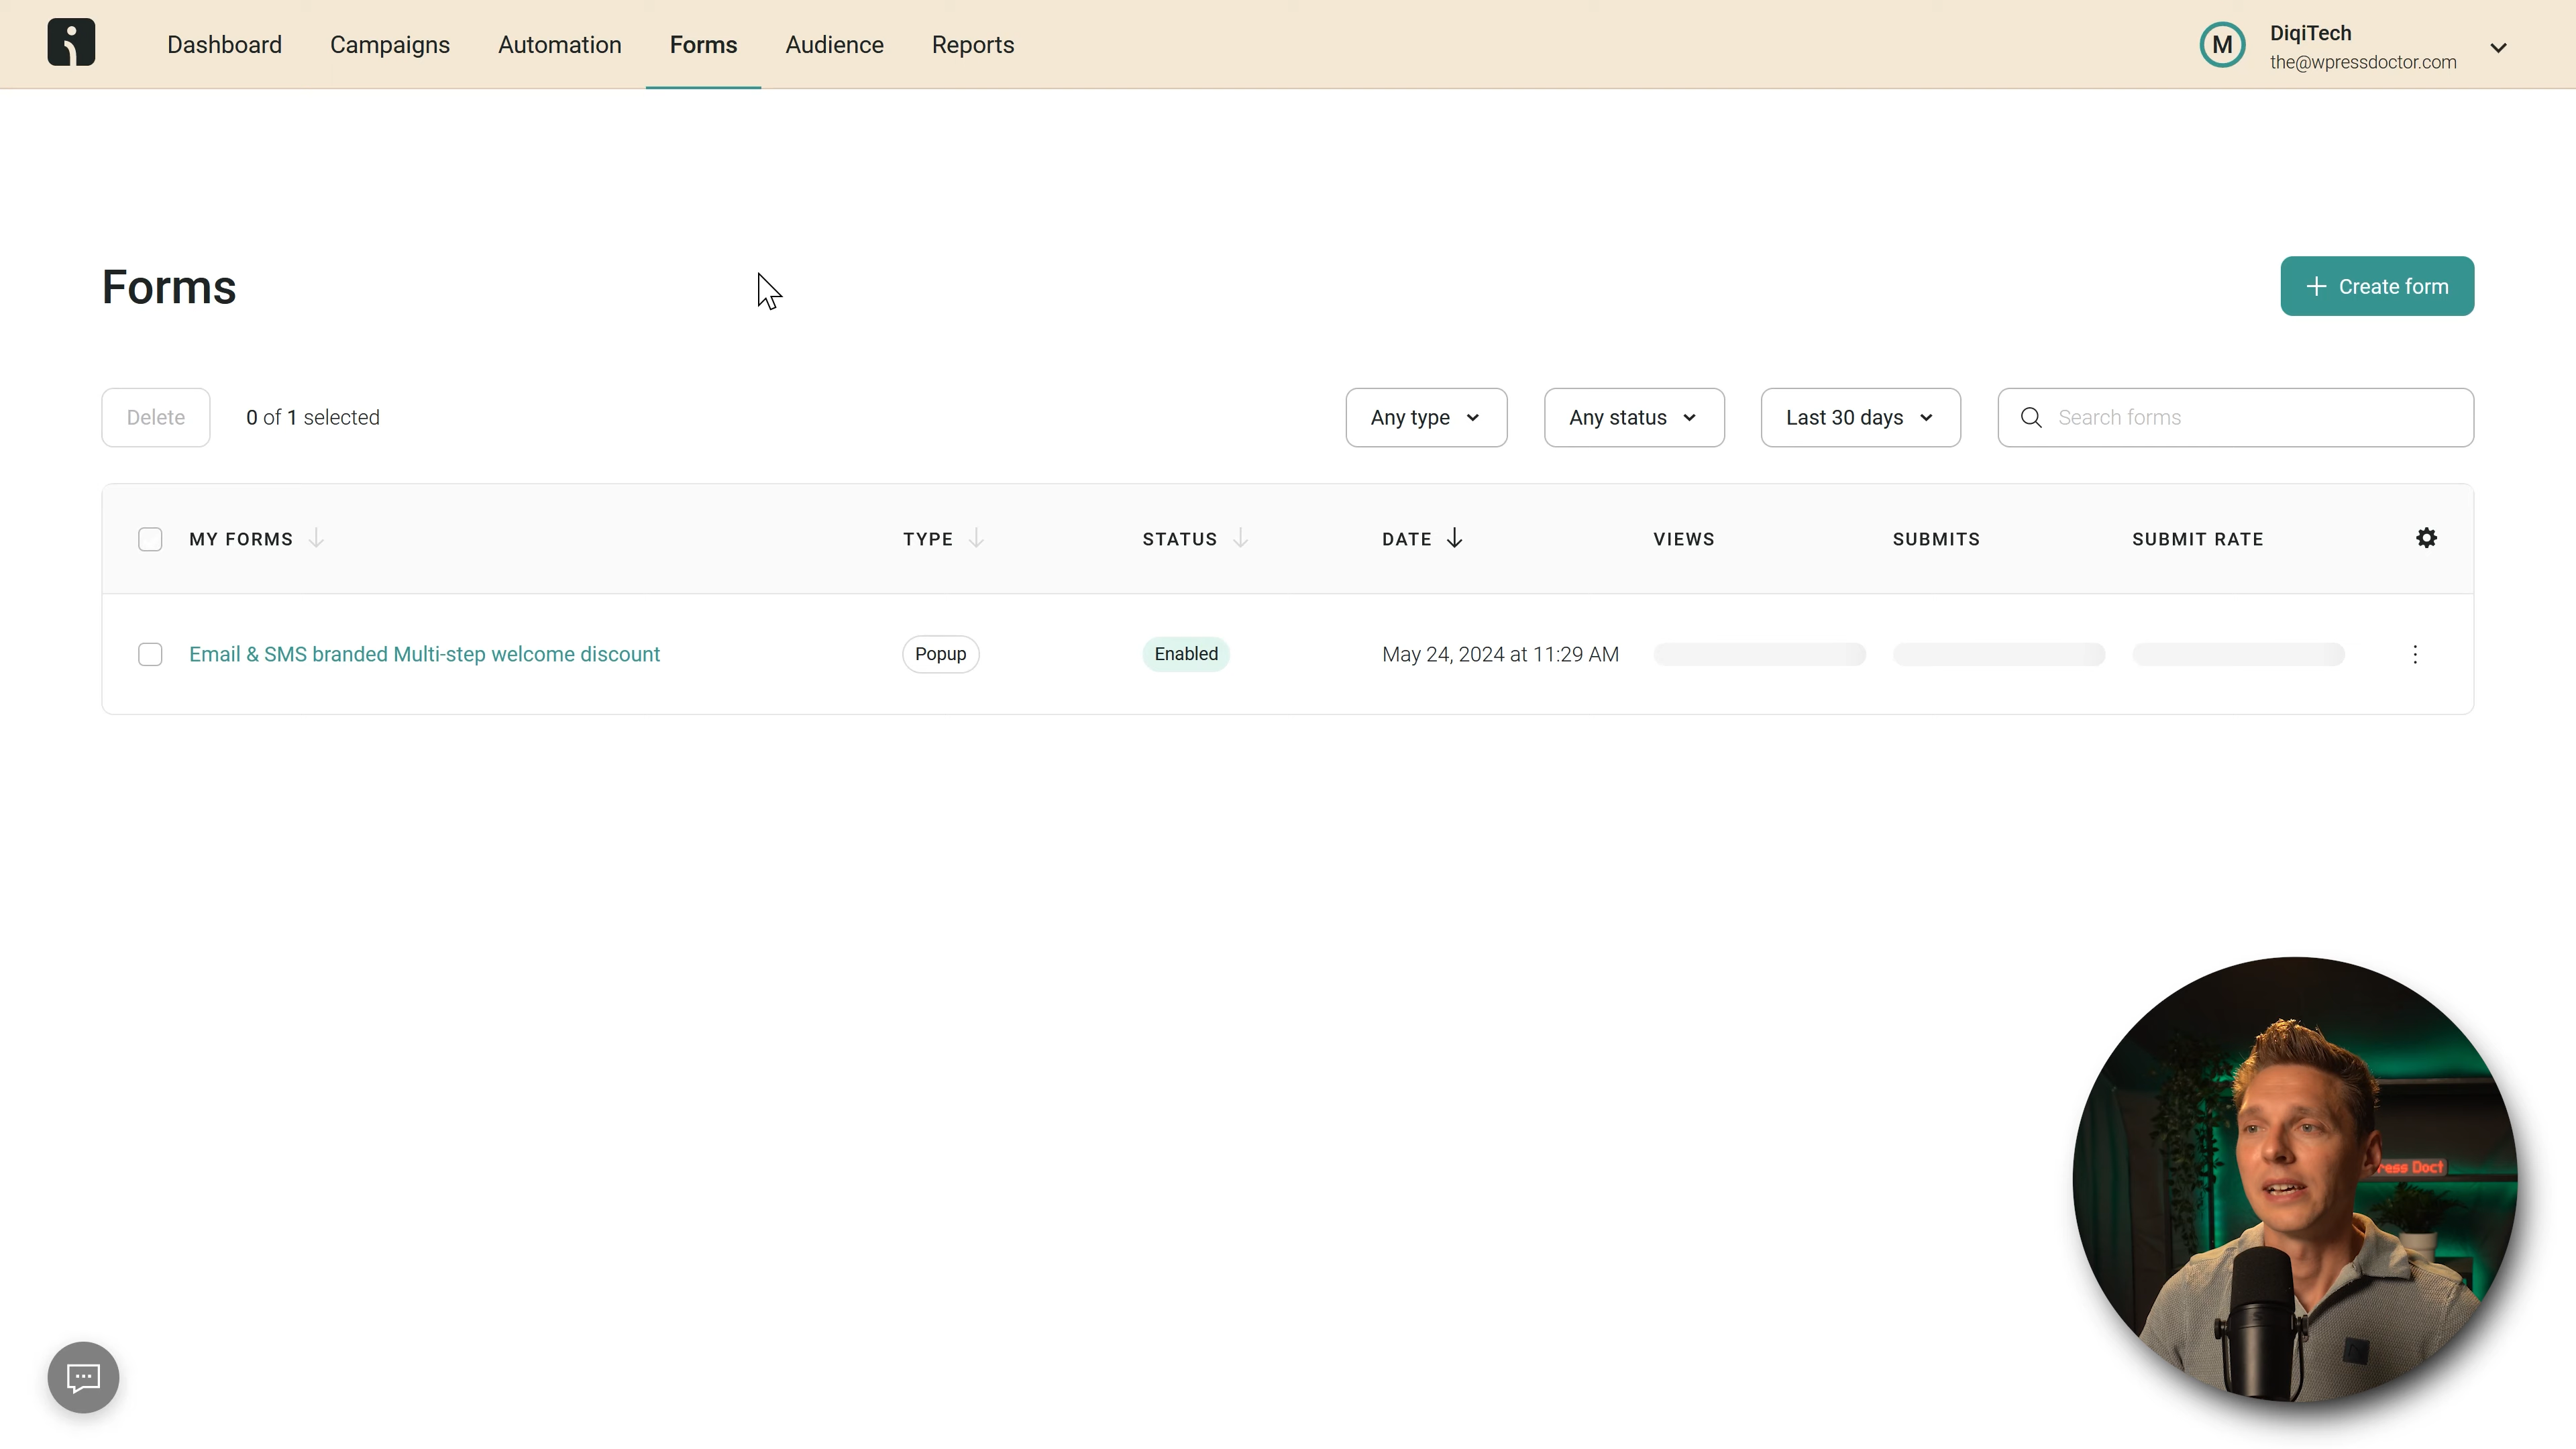 Dashboard Campaigns Automation Forms Audience Reports
M
DiqiTech
the@wpressdoctor.com
Forms
Create form
Delete 0 of 1 selected Any type Any status Last 30 days Search forms
MY FORMS TYPE STATUS DATE VIEWS SUBMITS SUBMIT RATE
Email & SMS branded Multi-step welcome discount Popup Enabled May 24, 2024 at 11:29 AM
ress Doct